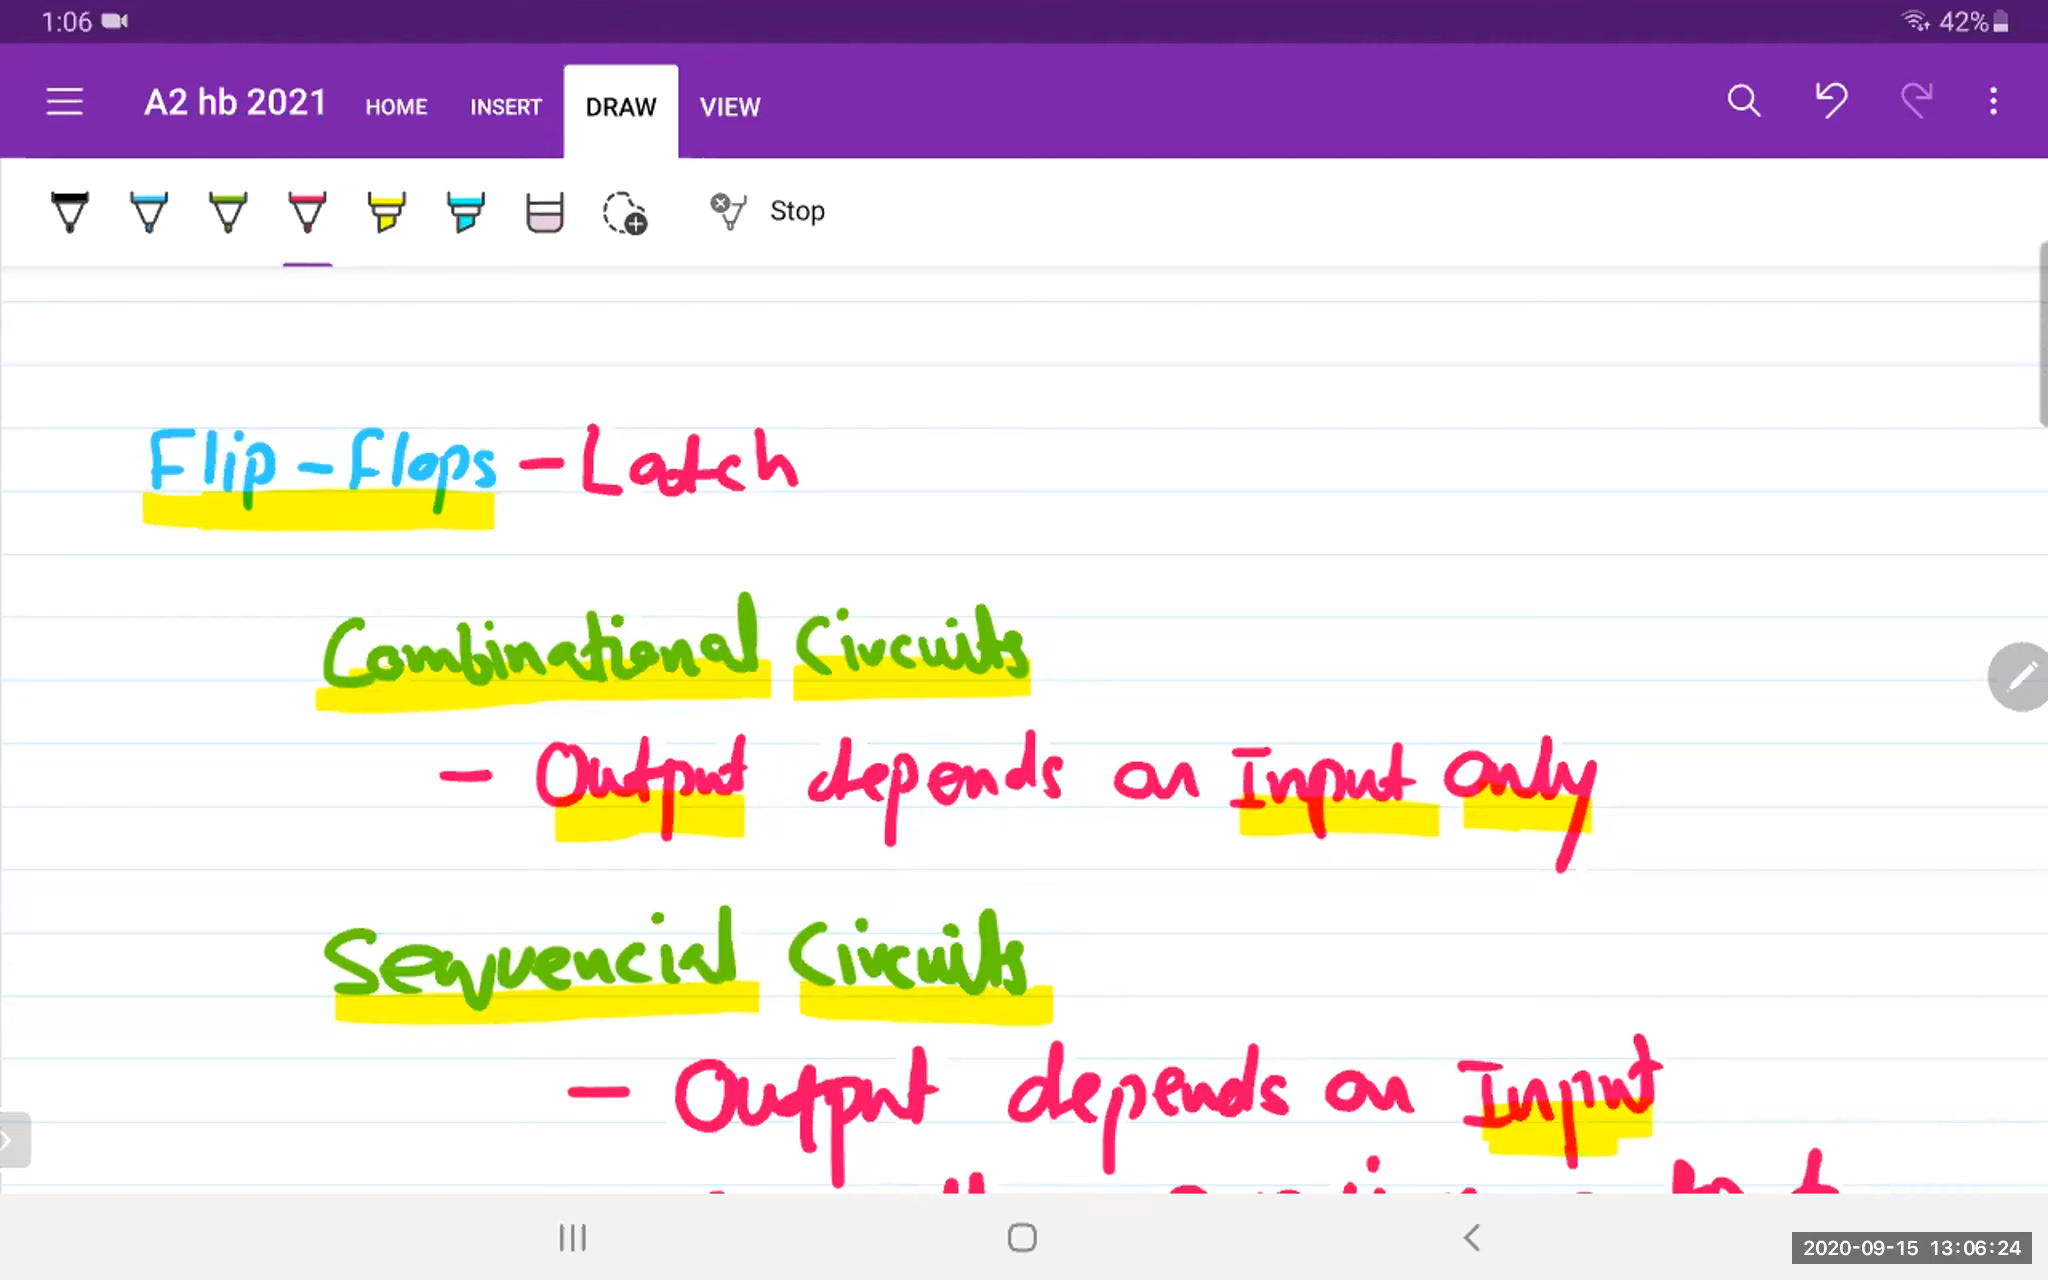 1:06 42%
A2 hb 2021 HOME INSERT DRAW VIEW
Stop
Flip-Flops - Latch
Combinational Circuits
- Output depends on Input Only
Sequencial Circuits
- Output depends on Input
2020-09-15 13:06:24